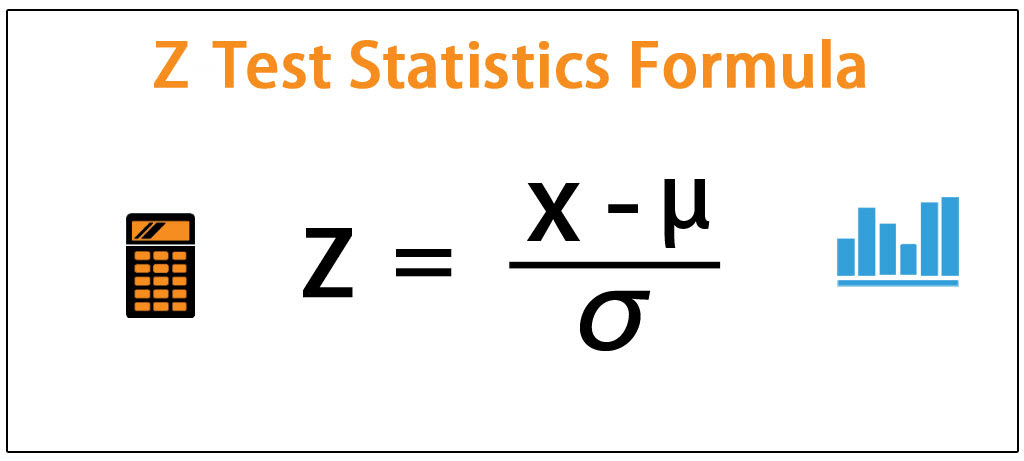 Z Test Statistics Formula
Z = x - μ
σ